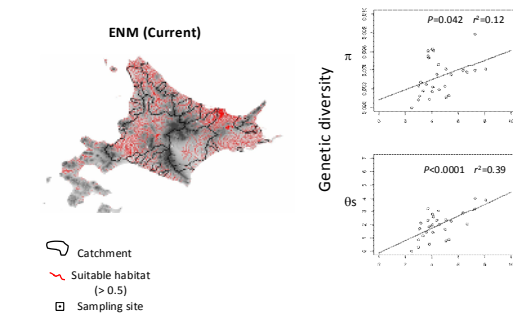 ENM (Current)
Catchment
Suitable habitat
(> 0.5)
Sampling site
Genetic diversity
π
P=0.042 r²=0.12
θs
P<0.0001 r²=0.39